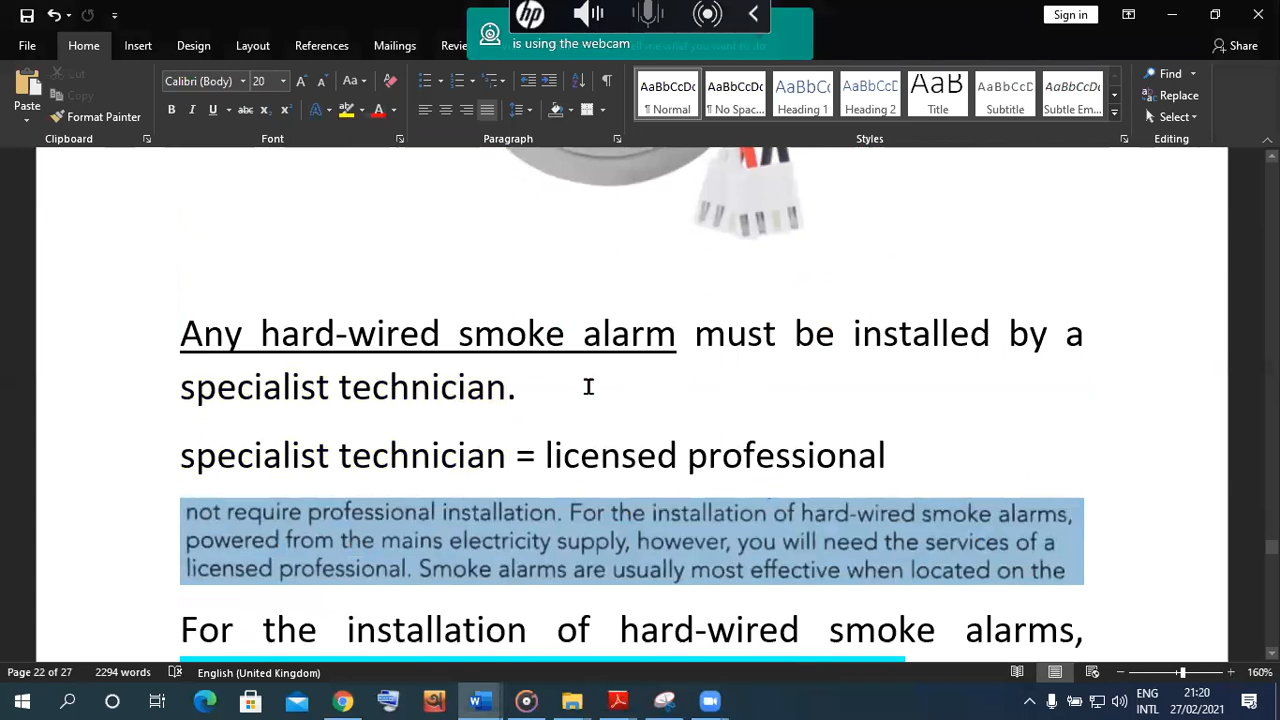 Sign in
is using the webcam
File Home Insert Design Layout References Mailings Share
Paste
Cut
Copy
Format Painter
Clipboard
Calibri (Body) 20
Font
Paragraph
AaBbCcDc AaBbCcDc AaBbCc AaBbCcD AaB AaBbCcD AaBbCcDc
¶ Normal ¶ No Spac... Heading 1 Heading 2 Title Subtitle Subtle Em...
Styles
Find
Replace
Select
Editing
Any hard-wired smoke alarm must be installed by a
specialist technician.
specialist technician = licensed professional
not require professional installation. For the installation of hard-wired smoke alarms,
powered from the mains electricity supply, however, you will need the services of a
licensed professional. Smoke alarms are usually most effective when located on the
For the installation of hard-wired smoke alarms,
Page 22 of 27 2294 words English (United Kingdom) 160%
ENG
INTL
21:20
27/02/2021